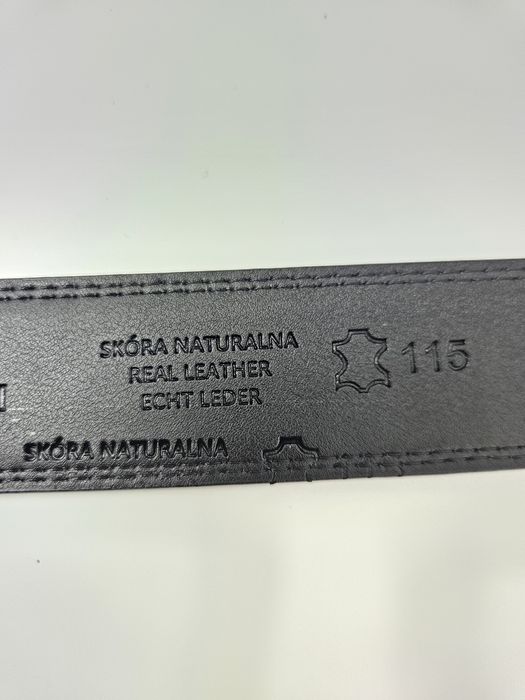 SKÓRA NATURALNA
REAL LEATHER
ECHT LEDER
115
SKÓRA NATURALNA